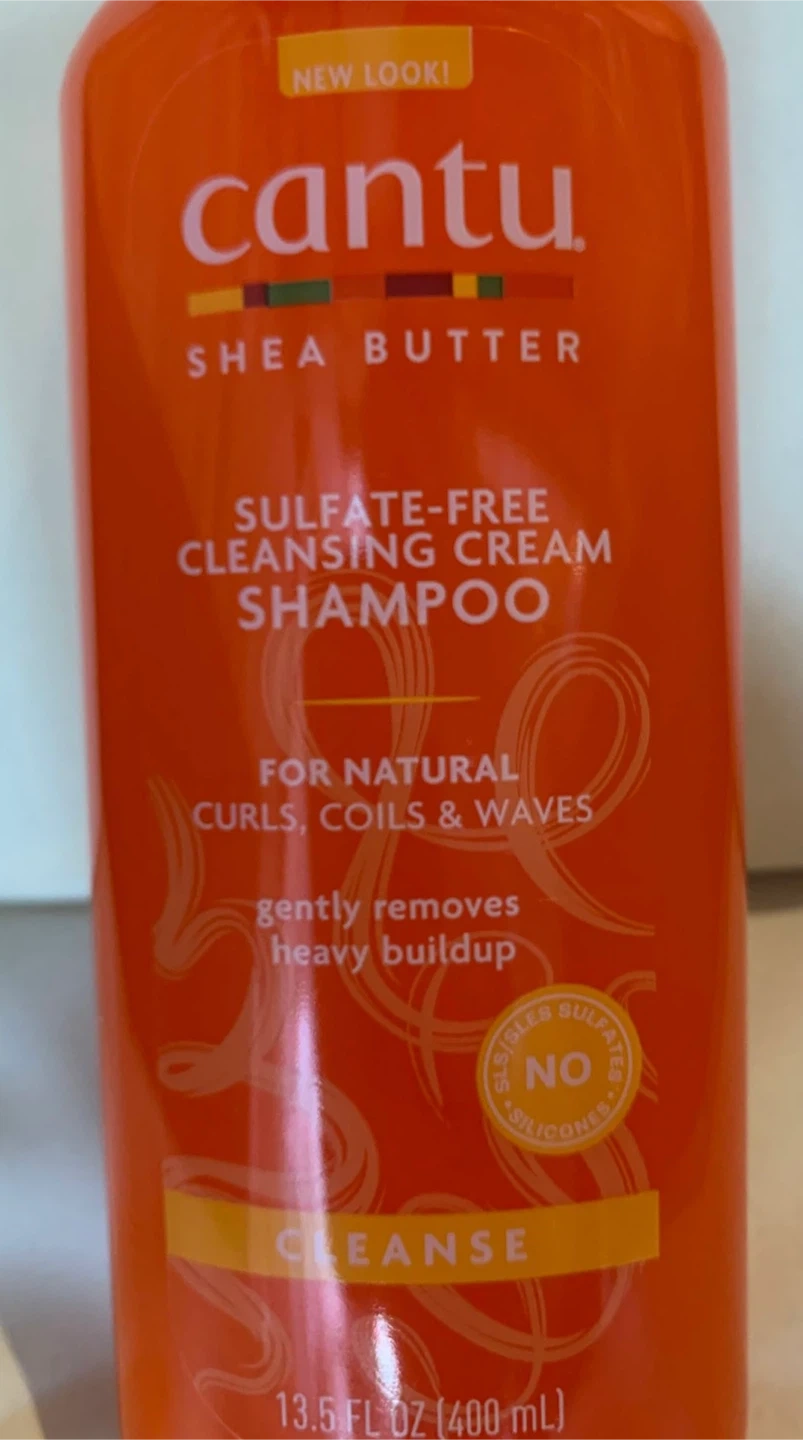 NEW LOOK!
cantu®
SHEA BUTTER
SULFATE-FREE
CLEANSING CREAM
SHAMPOO
FOR NATURAL
CURLS, COILS & WAVES
gently removes
heavy buildup
SLS/SLES SULFATES
NO
• SILICONES •
CLEANSE
13.5 FL OZ (400 mL)